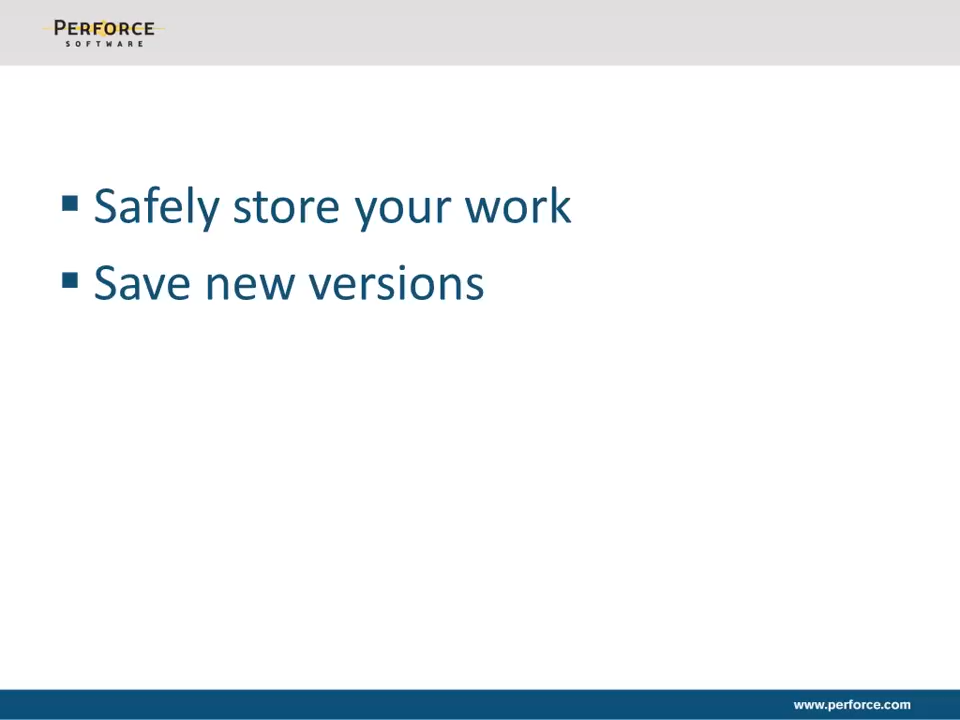 PERFORCE
SOFTWARE
▪ Safely store your work
▪ Save new versions
www.perforce.com